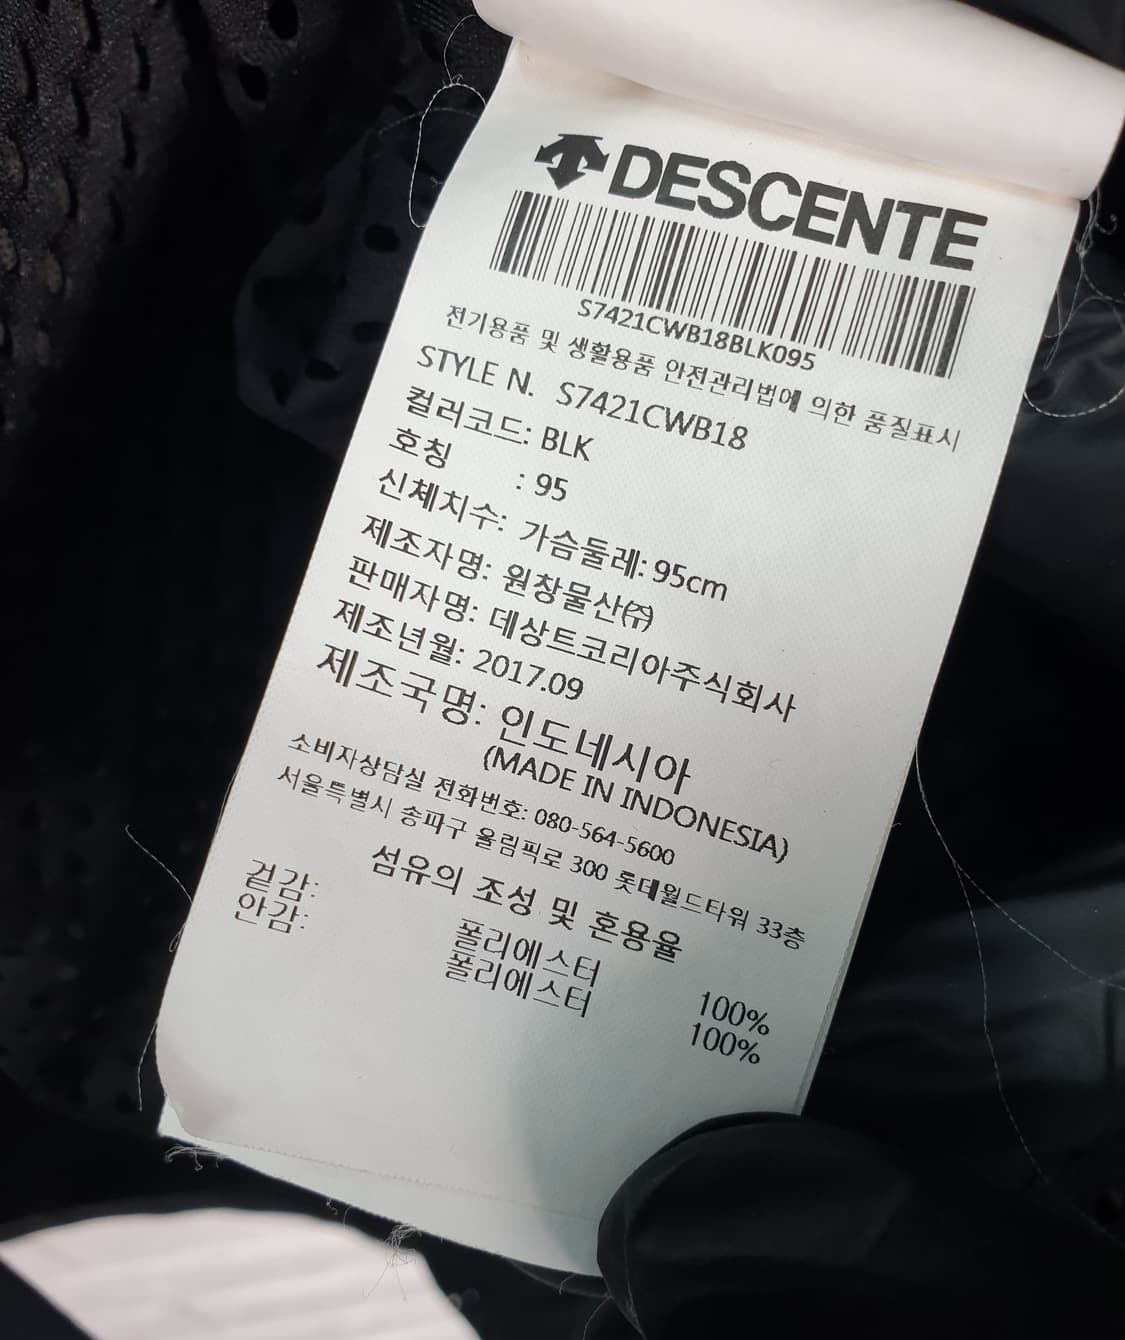 DESCENTE
S7421CWB18BLK095
전기용품 및 생활용품 안전관리법에 의한 품질표시
STYLE N. S7421CWB18
컬러코드: BLK
호칭 : 95
신체치수: 가슴둘레: 95cm
제조자명: 원창물산㈜
판매자명: 데상트코리아주식회사
제조년월: 2017.09
제조국명: 인도네시아
(MADE IN INDONESIA)
소비자상담실 전화번호: 080-564-5600
서울특별시 송파구 올림픽로 300 롯데월드타워 33층
섬유의 조성 및 혼용율
겉감: 폴리에스터 100%
안감: 폴리에스터 100%